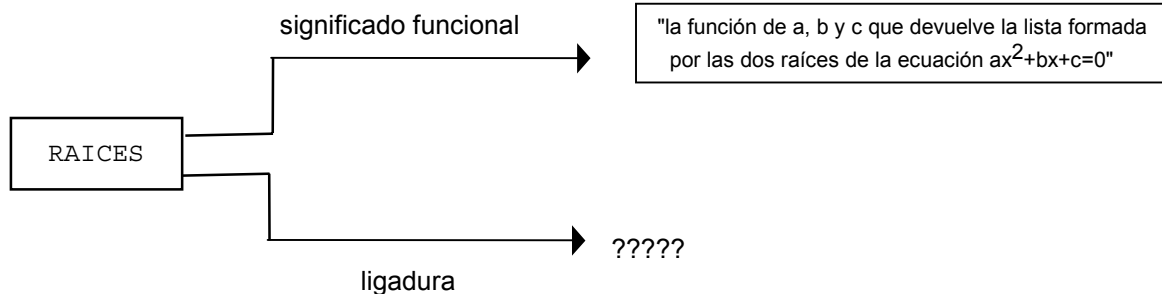 significado funcional
"la función de a, b y c que devuelve la lista formada
por las dos raíces de la ecuación ax²+bx+c=0"
RAICES
?????
ligadura